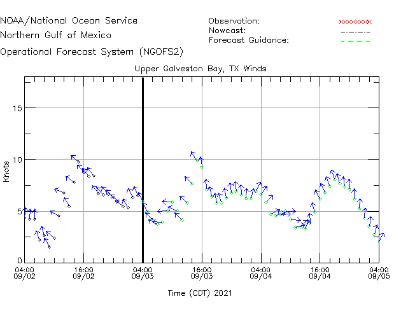 NOAA/National Ocean Service
Northern Gulf of Mexico
Operational Forecast System (NGOFS2)
Observation:
Nowcast:
Forecast Guidance:
Upper Galveston Bay, TX Winds
Knots
15
10
5
0
04:00 16:00 04:00 16:00 04:00 16:00 04:00
09/02 09/02 09/03 09/03 09/04 09/04 09/05
Time (CDT) 2021